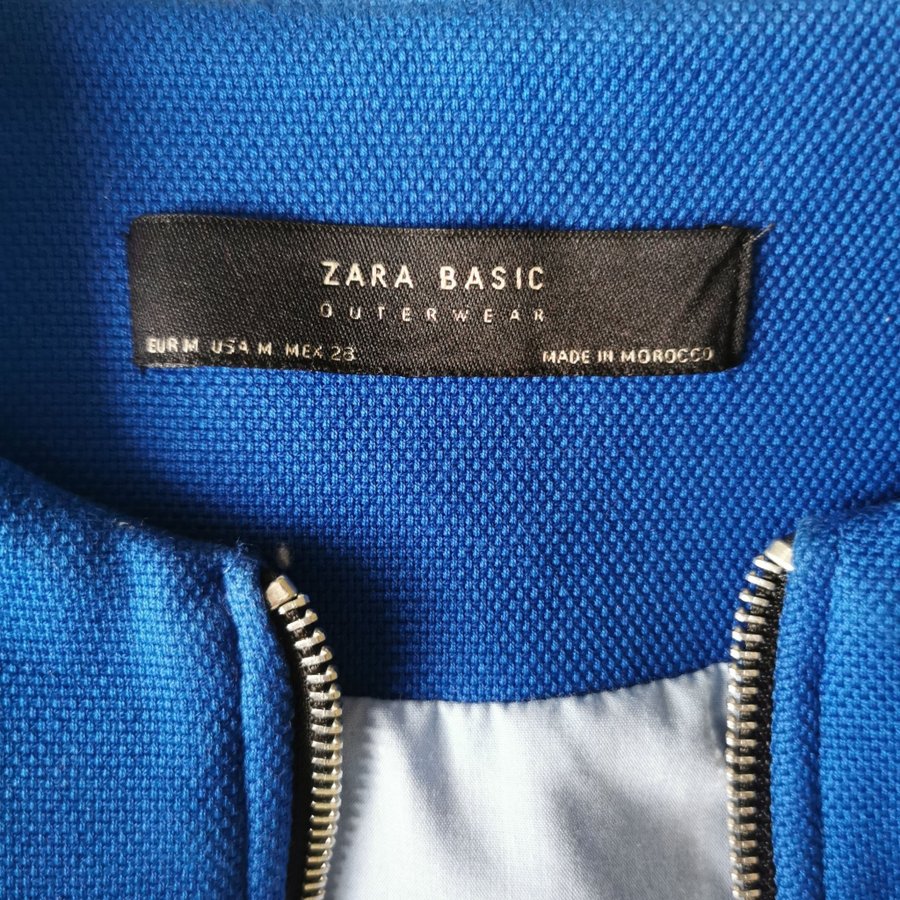 ZARA BASIC
OUTERWEAR
EUR M USA M MEX 28 MADE IN MOROCCO